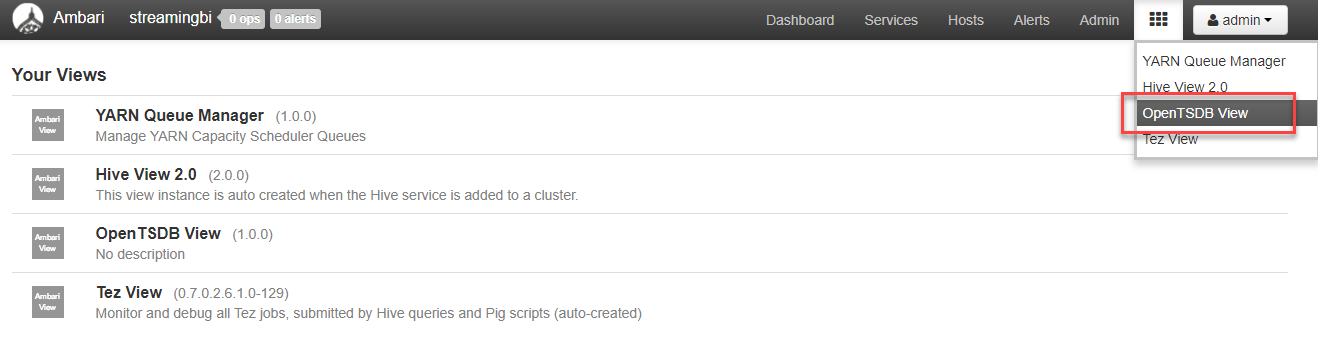 Ambari streamingbi 0 ops 0 alerts Dashboard Services Hosts Alerts Admin admin
YARN Queue Manager
Hive View 2.0
OpenTSDB View
Tez View
Your Views
Ambari View
YARN Queue Manager (1.0.0)
Manage YARN Capacity Scheduler Queues
Ambari View
Hive View 2.0 (2.0.0)
This view instance is auto created when the Hive service is added to a cluster.
Ambari View
OpenTSDB View (1.0.0)
No description
Ambari View
Tez View (0.7.0.2.6.1.0-129)
Monitor and debug all Tez jobs, submitted by Hive queries and Pig scripts (auto-created)